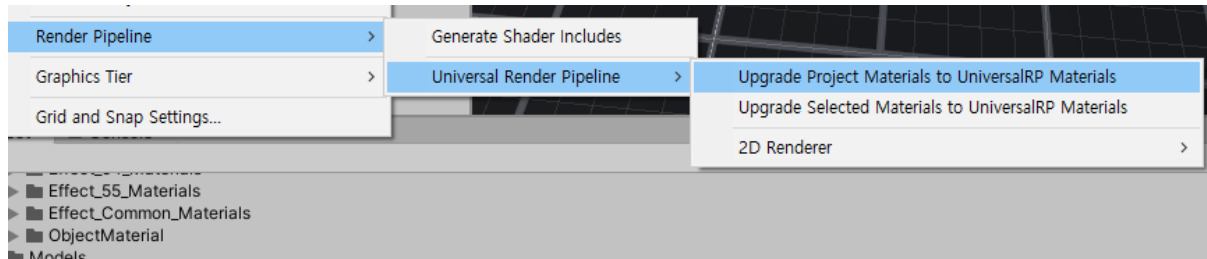 Render Pipeline
Generate Shader Includes
Graphics Tier
Universal Render Pipeline
Upgrade Project Materials to UniversalRP Materials
Upgrade Selected Materials to UniversalRP Materials
Grid and Snap Settings...
2D Renderer
Effect_55_Materials
Effect_Common_Materials
ObjectMaterial
Models